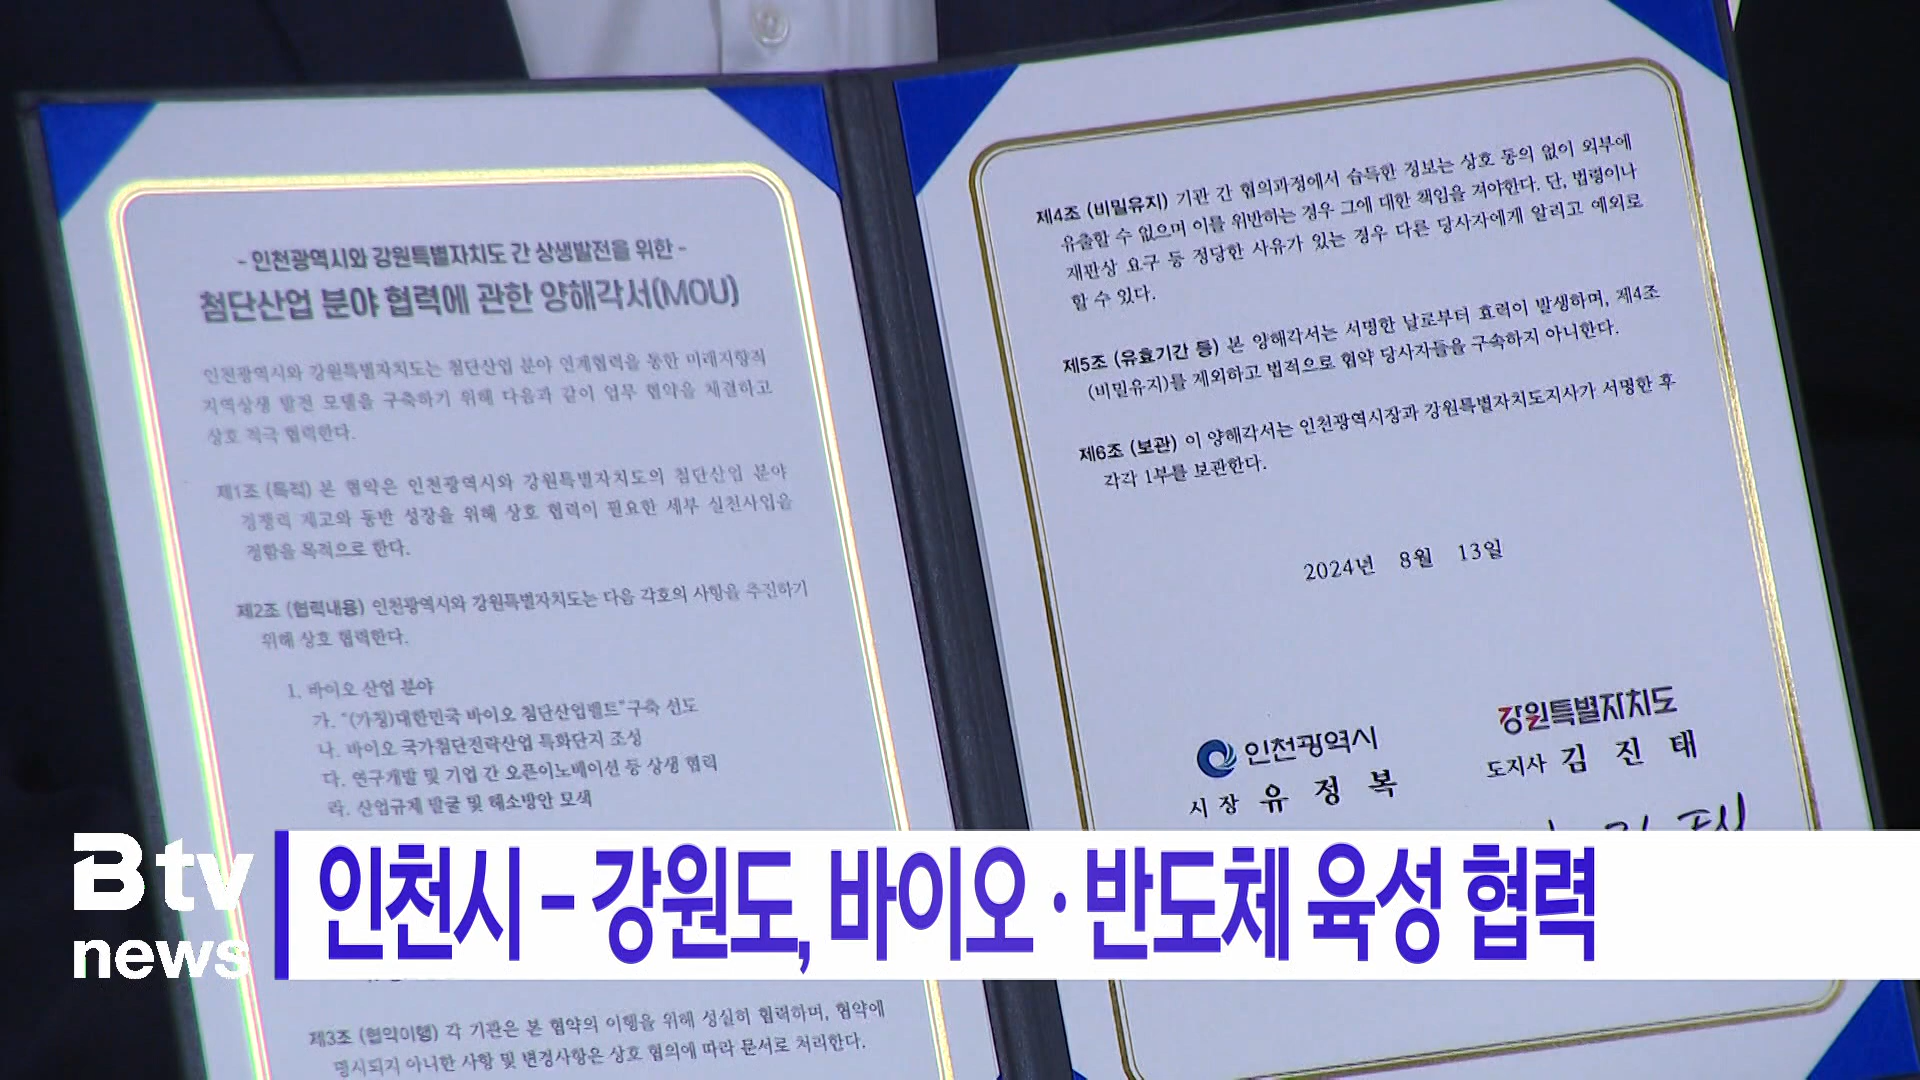 - 인천광역시와 강원특별자치도 간 상생발전을 위한 -
첨단산업 분야 협력에 관한 양해각서(MOU)
인천광역시와 강원특별자치도는 첨단산업 분야 연계협력을 통한 미래지향적
지역상생 발전 모델을 구축하기 위해 다음과 같이 업무 협약을 체결하고
상호 적극 협력한다.
제1조 (목적) 본 협약은 인천광역시와 강원특별자치도의 첨단산업 분야
경쟁력 제고와 동반 성장을 위해 상호 협력이 필요한 세부 실천사업을
정함을 목적으로 한다.
제2조 (협력내용) 인천광역시와 강원특별자치도는 다음 각호의 사항을 추진하기
위해 상호 협력한다.
1. 바이오 산업 분야
가. "(가칭)대한민국 바이오 첨단산업벨트"구축 선도
나. 바이오 국가첨단전략산업 특화단지 조성
다. 연구개발 및 기업 간 오픈이노베이션 등 상생 협력
라. 산업규제 발굴 및 해소방안 모색
제3조 (협약이행) 각 기관은 본 협약의 이행을 위해 성실히 협력하며, 협약에
명시되지 아니한 사항 및 변경사항은 상호 협의에 따라 문서로 처리한다.
제4조 (비밀유지) 기관 간 협의과정에서 습득한 정보는 상호 동의 없이 외부에
유출할 수 없으며 이를 위반하는 경우 그에 대한 책임을 져야한다. 단, 법령이나
재판상 요구 등 정당한 사유가 있는 경우 다른 당사자에게 알리고 예외로
할 수 있다.
제5조 (유효기간 등) 본 양해각서는 서명한 날로부터 효력이 발생하며, 제4조
(비밀유지)를 제외하고 법적으로 협약 당사자들을 구속하지 아니한다.
제6조 (보관) 이 양해각서는 인천광역시장과 강원특별자치도지사가 서명한 후
각각 1부를 보관한다.
2024년 8월 13일
인천광역시
시장 유 정 복
강원특별자치도
도지사 김 진 태
B tv
news
인천시 - 강원도, 바이오·반도체 육성 협력